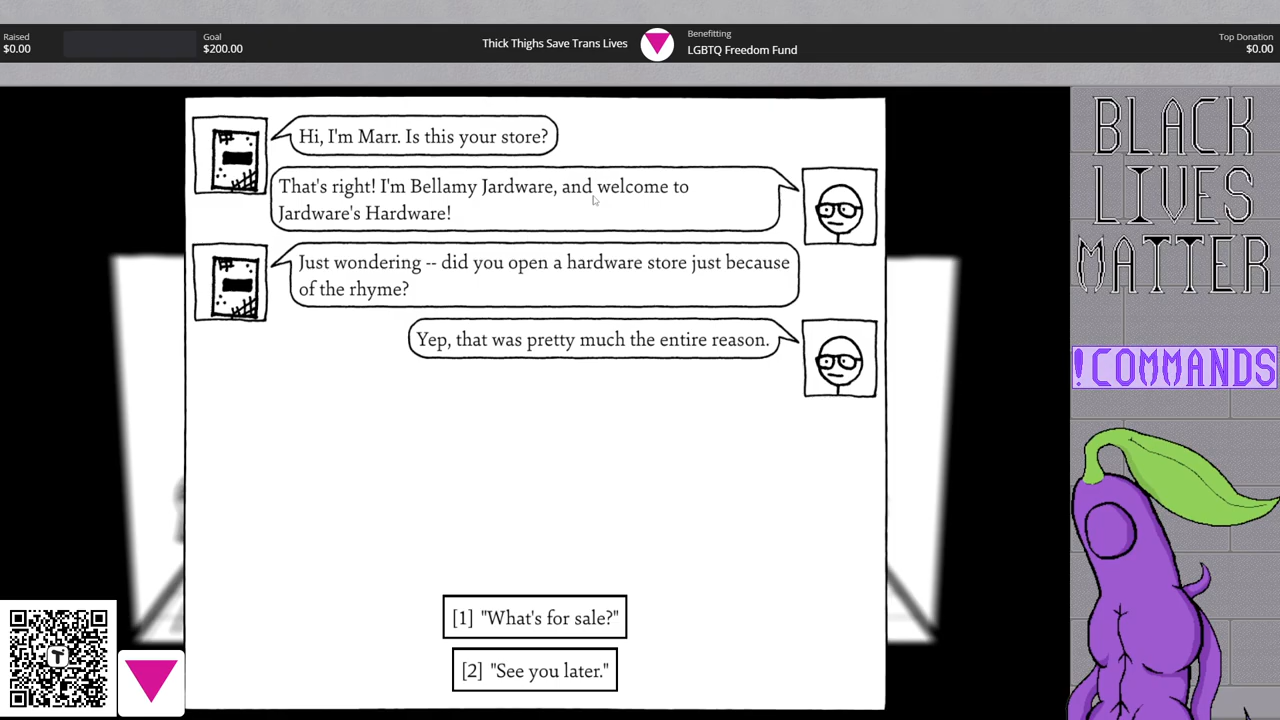 Raised
$0.00
Goal
$200.00
Thick Thighs Save Trans Lives
Benefitting
LGBTQ Freedom Fund
Top Donation
$0.00
Hi, I'm Marr. Is this your store?
That's right! I'm Bellamy Jardware, and welcome to
Jardware's Hardware!
Just wondering -- did you open a hardware store just because
of the rhyme?
Yep, that was pretty much the entire reason.
[1] "What's for sale?"
[2] "See you later."
BLACK
LIVES
MATTER
!COMMANDS
T